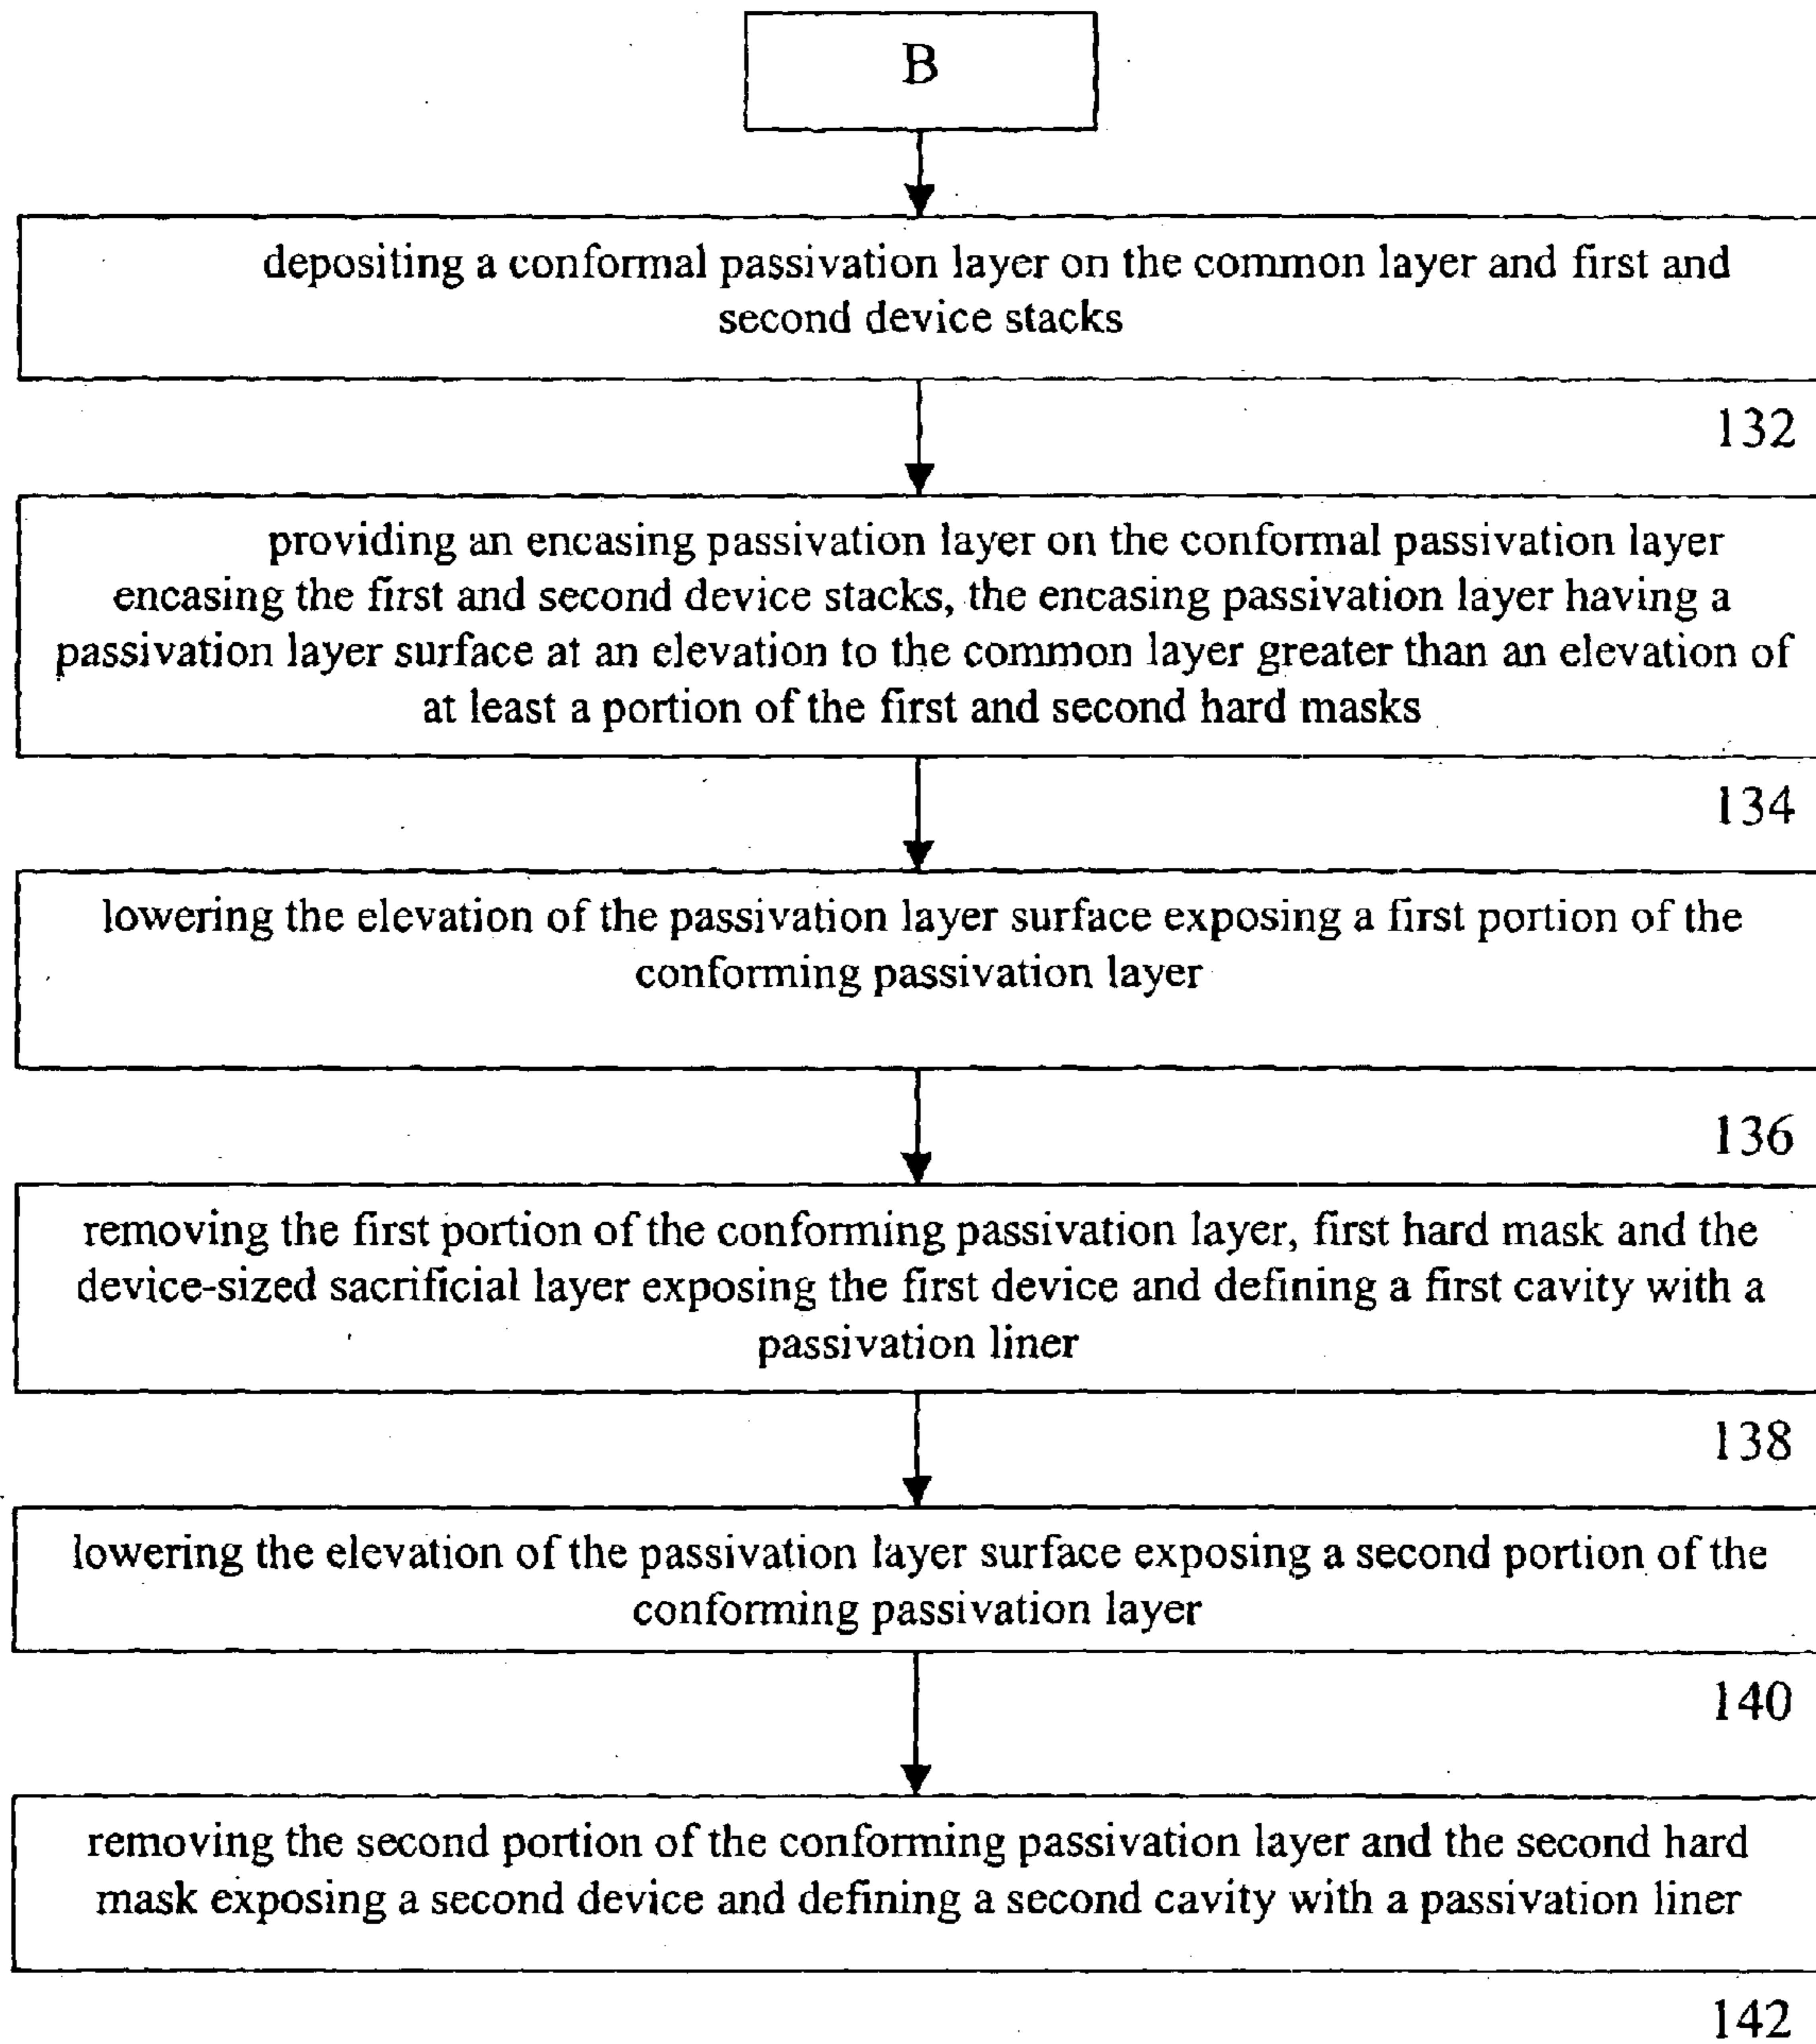 B
depositing a conformal passivation layer on the common layer and first and
second device stacks
132
providing an encasing passivation layer on the conformal passivation layer
encasing the first and second device stacks, the encasing passivation layer having a
passivation layer surface at an elevation to the common layer greater than an elevation of
at least a portion of the first and second hard masks
134
lowering the elevation of the passivation layer surface exposing a first portion of the
conforming passivation layer
136
removing the first portion of the conforming passivation layer, first hard mask and the
device-sized sacrificial layer exposing the first device and defining a first cavity with a
passivation liner
138
lowering the elevation of the passivation layer surface exposing a second portion of the
conforming passivation layer
140
removing the second portion of the conforming passivation layer and the second hard
mask exposing a second device and defining a second cavity with a passivation liner
142